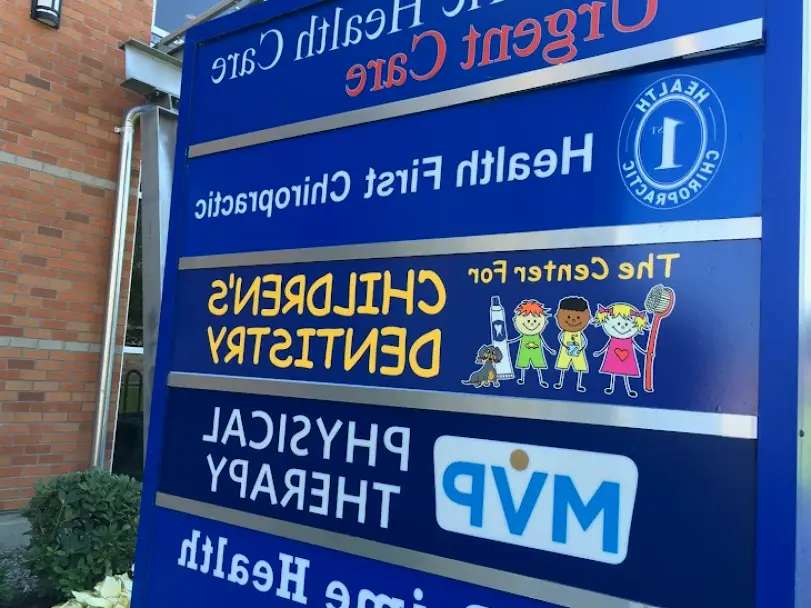 Health Care
Urgent Care
HEALTH
1ST
CHIROPRACTIC
Health First Chiropractic
The Center For
CHILDREN'S
DENTISTRY
MVP
PHYSICAL
THERAPY
Health